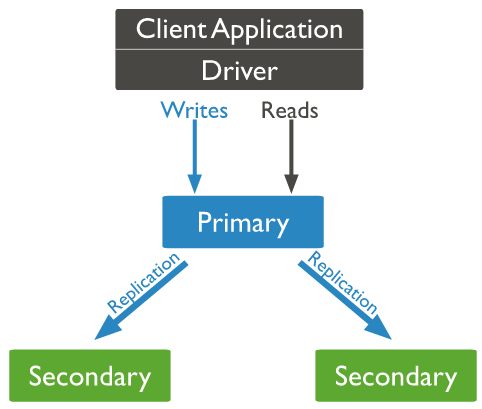 Client Application
Driver
Writes Reads
Primary
Replication Replication
Secondary Secondary